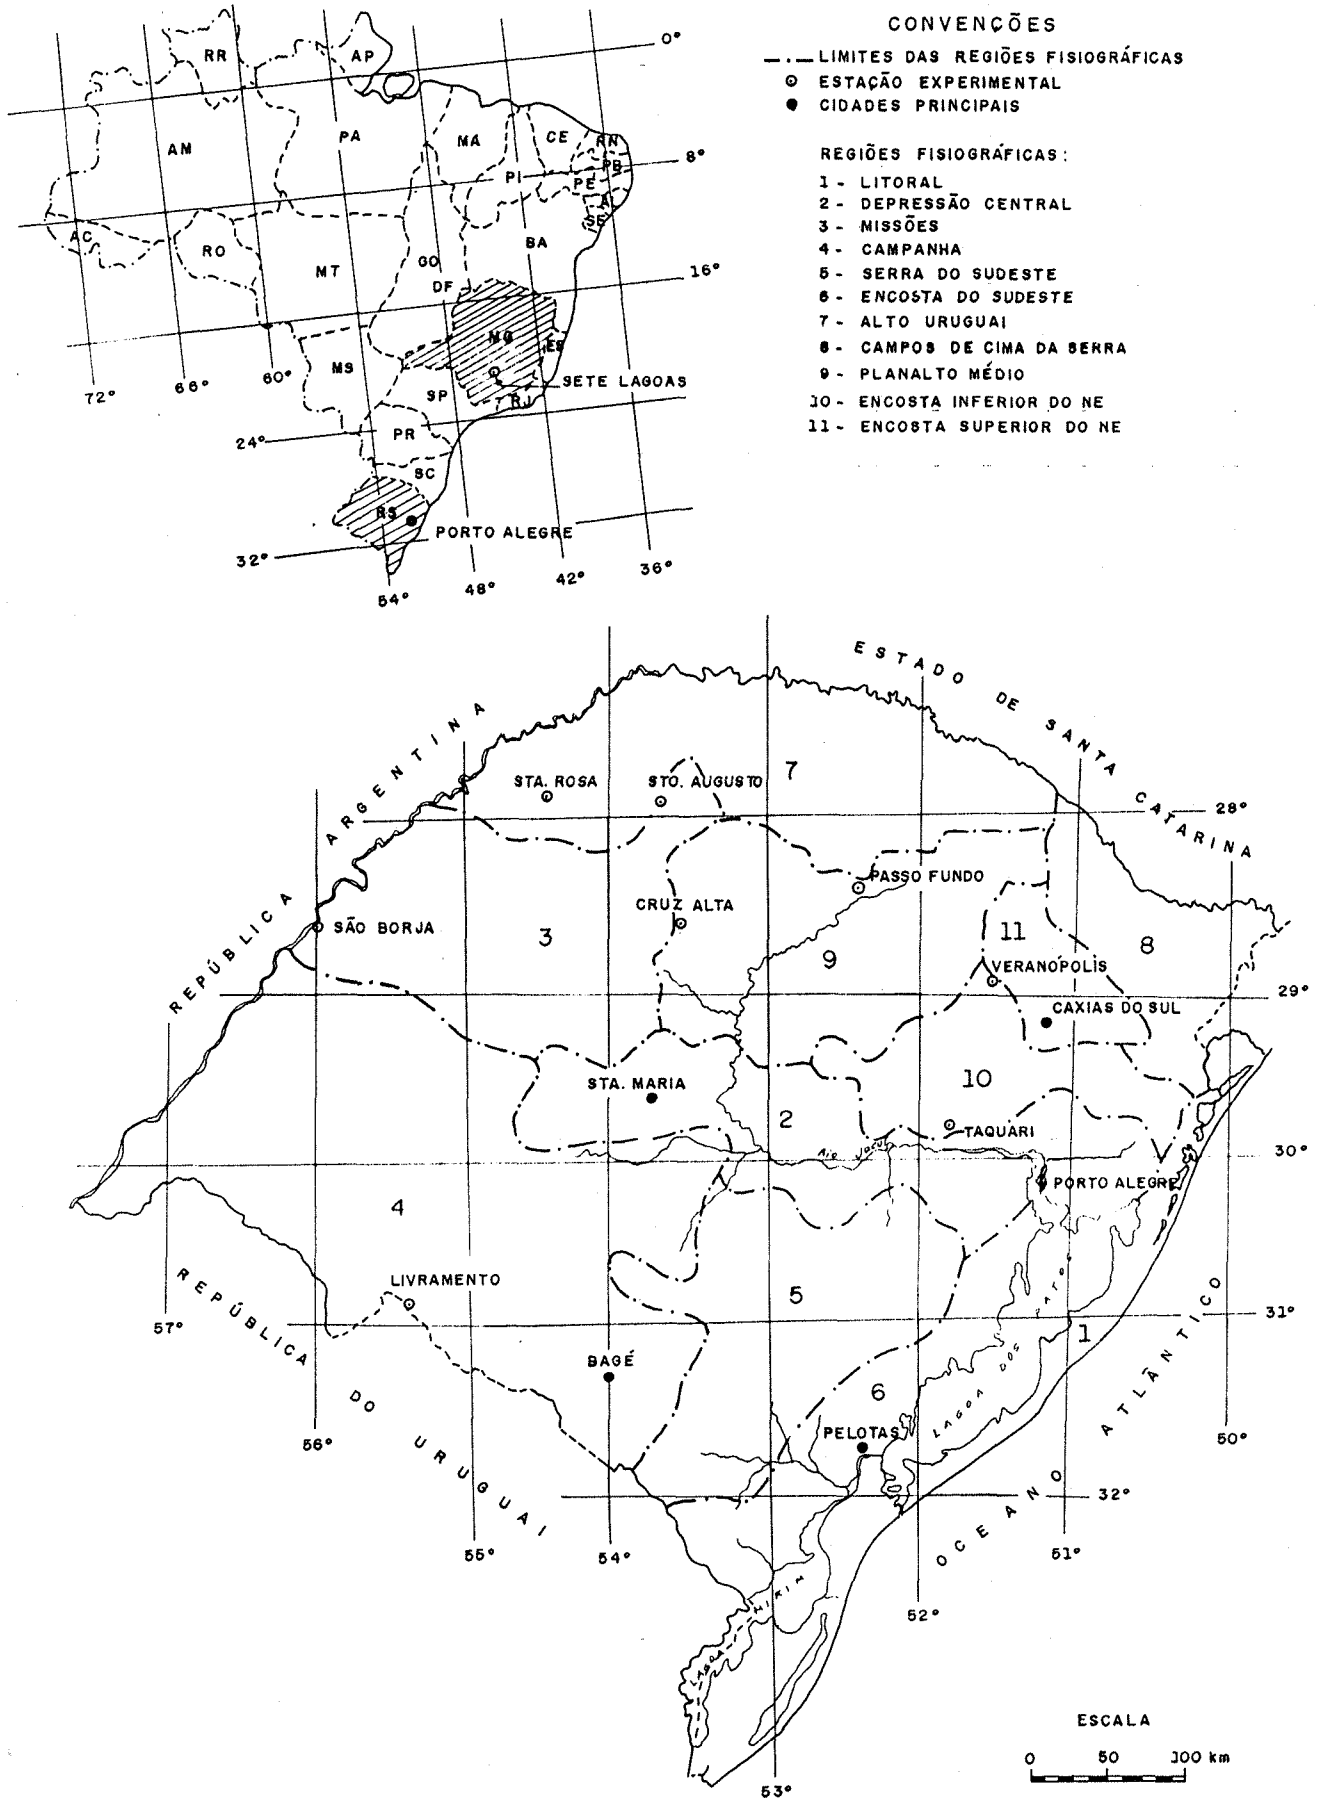 CONVENÇÕES
LIMITES DAS REGIÕES FISIOGRÁFICAS
ESTAÇÃO EXPERIMENTAL
CIDADES PRINCIPAIS
REGIÕES FISIOGRÁFICAS:
1 - LITORAL
2 - DEPRESSÃO CENTRAL
3 - MISSÕES
4 - CAMPANHA
5 - SERRA DO SUDESTE
6 - ENCOSTA DO SUDESTE
7 - ALTO URUGUAI
8 - CAMPOS DE CIMA DA SERRA
9 - PLANALTO MÉDIO
10 - ENCOSTA INFERIOR DO NE
11 - ENCOSTA SUPERIOR DO NE
RR
AP
0°
AM
PA
MA
CE
RN
8°
PB
PI
PE
A
SE
AC
RO
MT
GO
BA
DF
16°
MG
ES
MS
SETE LAGOAS
72°
66°
60°
SP
RJ
24°
PR
SC
RS
PORTO ALEGRE
32°
54°
48°
42°
36°
ESTADO DE SANTA CATARINA
REPÚBLICA ARGENTINA
STA. ROSA
STO. AUGUSTO
7
28°
PASSO FUNDO
CRUZ ALTA
SÃO BORJA
3
9
11
8
VERANÓPOLIS
29°
CAXIAS DO SUL
STA. MARIA
10
2
TAQUARI
RIO JACUÍ
30°
PORTO ALEGRE
4
LIVRAMENTO
5
31°
57°
REPÚBLICA DO URUGUAI
1
BAGÉ
6
LAGOA DOS PATOS
PELOTAS
OCEANO ATLÂNTICO
56°
50°
32°
55°
54°
51°
52°
LAGOA MIRIM
53°
ESCALA
0 50 100 km